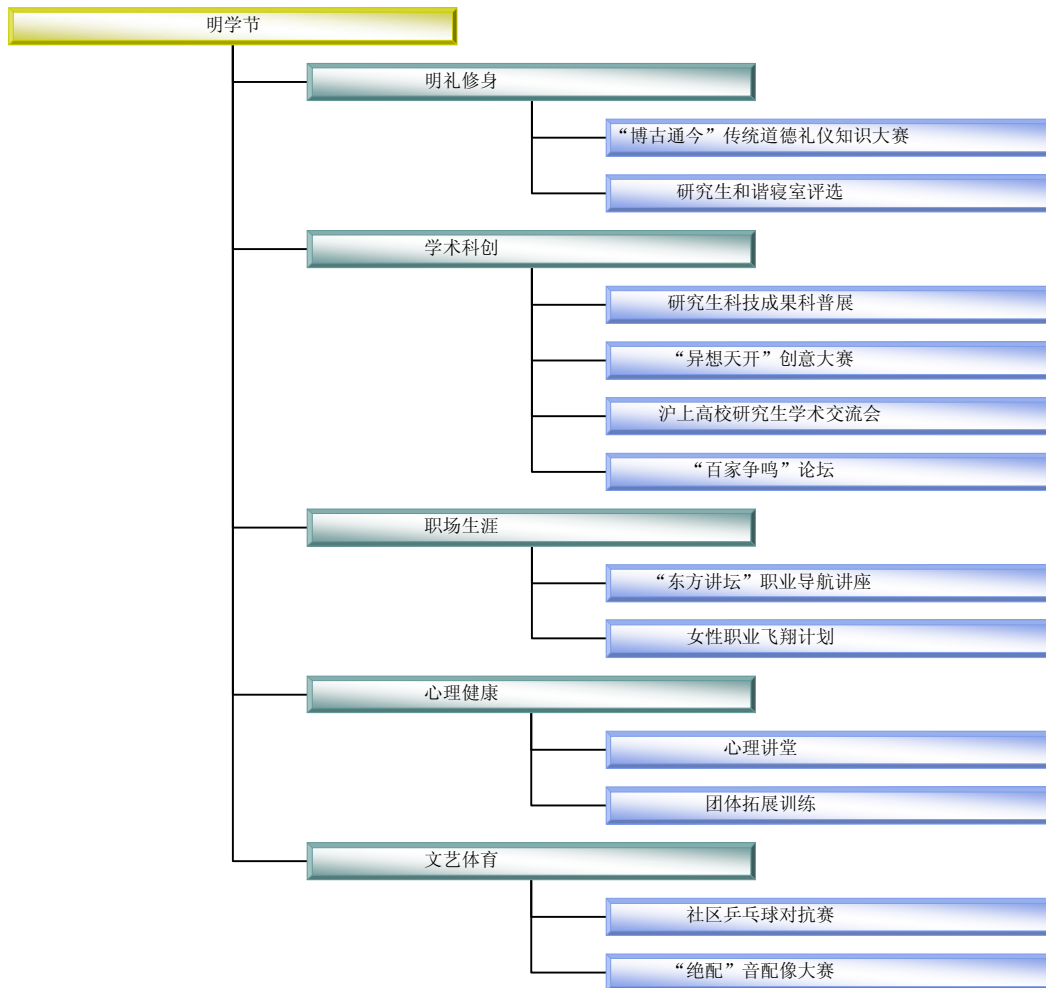 明学节
明礼修身
“博古通今”传统道德礼仪知识大赛
研究生和谐寝室评选
学术科创
研究生科技成果科普展
“异想天开”创意大赛
沪上高校研究生学术交流会
“百家争鸣”论坛
职场生涯
“东方讲坛”职业导航讲座
女性职业飞翔计划
心理健康
心理讲堂
团体拓展训练
文艺体育
社区乒乓球对抗赛
“绝配”音配像大赛